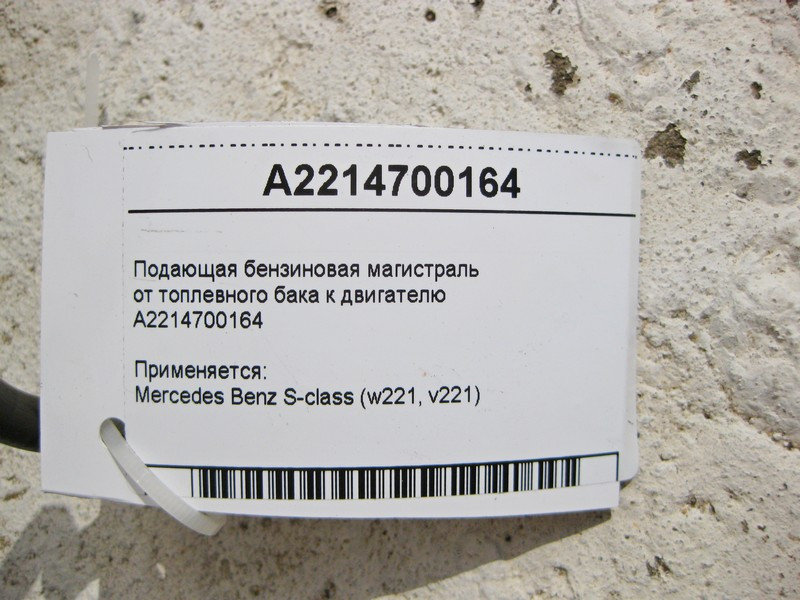 A2214700164
Подающая бензиновая магистраль
от топлевного бака к двигателю
A2214700164
Применяется:
Mercedes Benz S-class (w221, v221)